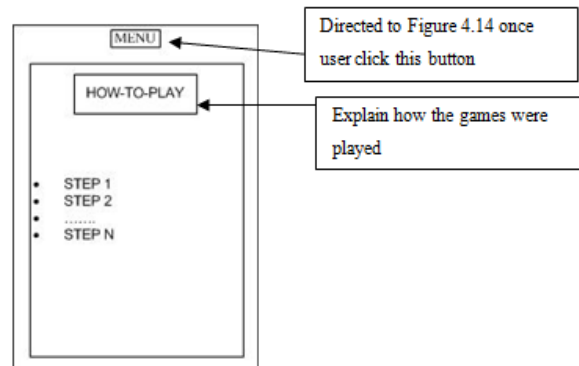 MENU
Directed to Figure 4.14 once
user click this button
HOW-TO-PLAY
Explain how the games were
played
• STEP 1
• STEP 2
• .......
• STEP N